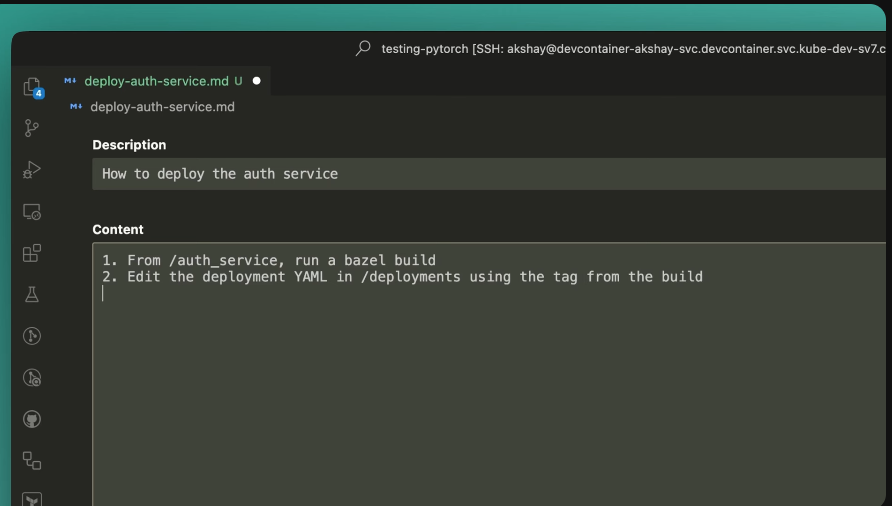 testing-pytorch [SSH: akshay@devcontainer-akshay-svc.devcontainer.svc.kube-dev-sv7.c
deploy-auth-service.md U
deploy-auth-service.md
4
Description
How to deploy the auth service
Content
1. From /auth_service, run a bazel build
2. Edit the deployment YAML in /deployments using the tag from the build